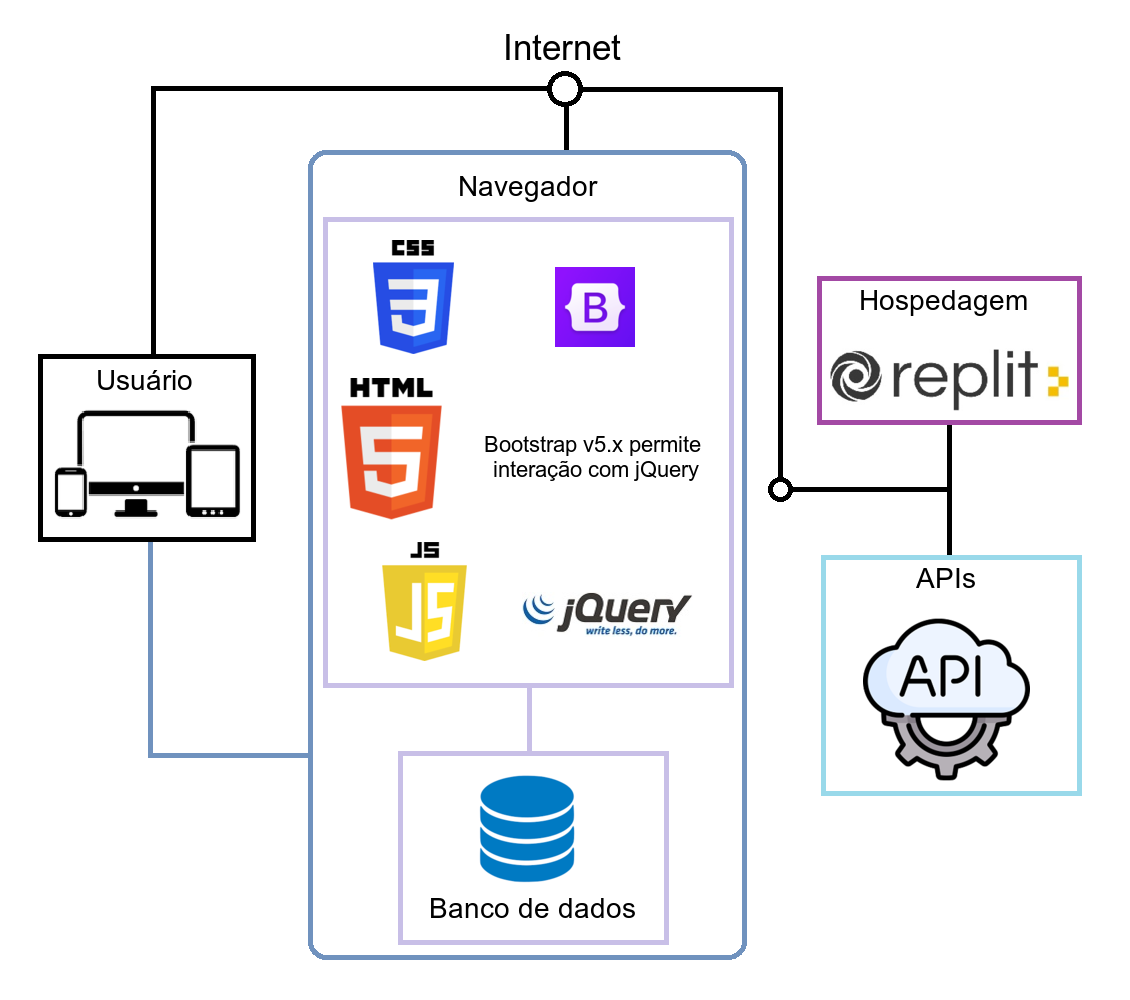 Internet
Navegador
CSS
B
HTML
5
Bootstrap v5.x permite
interação com jQuery
JS
JS
jQuery
write less, do more.
Banco de dados
Usuário
Hospedagem
replit
APIs
API